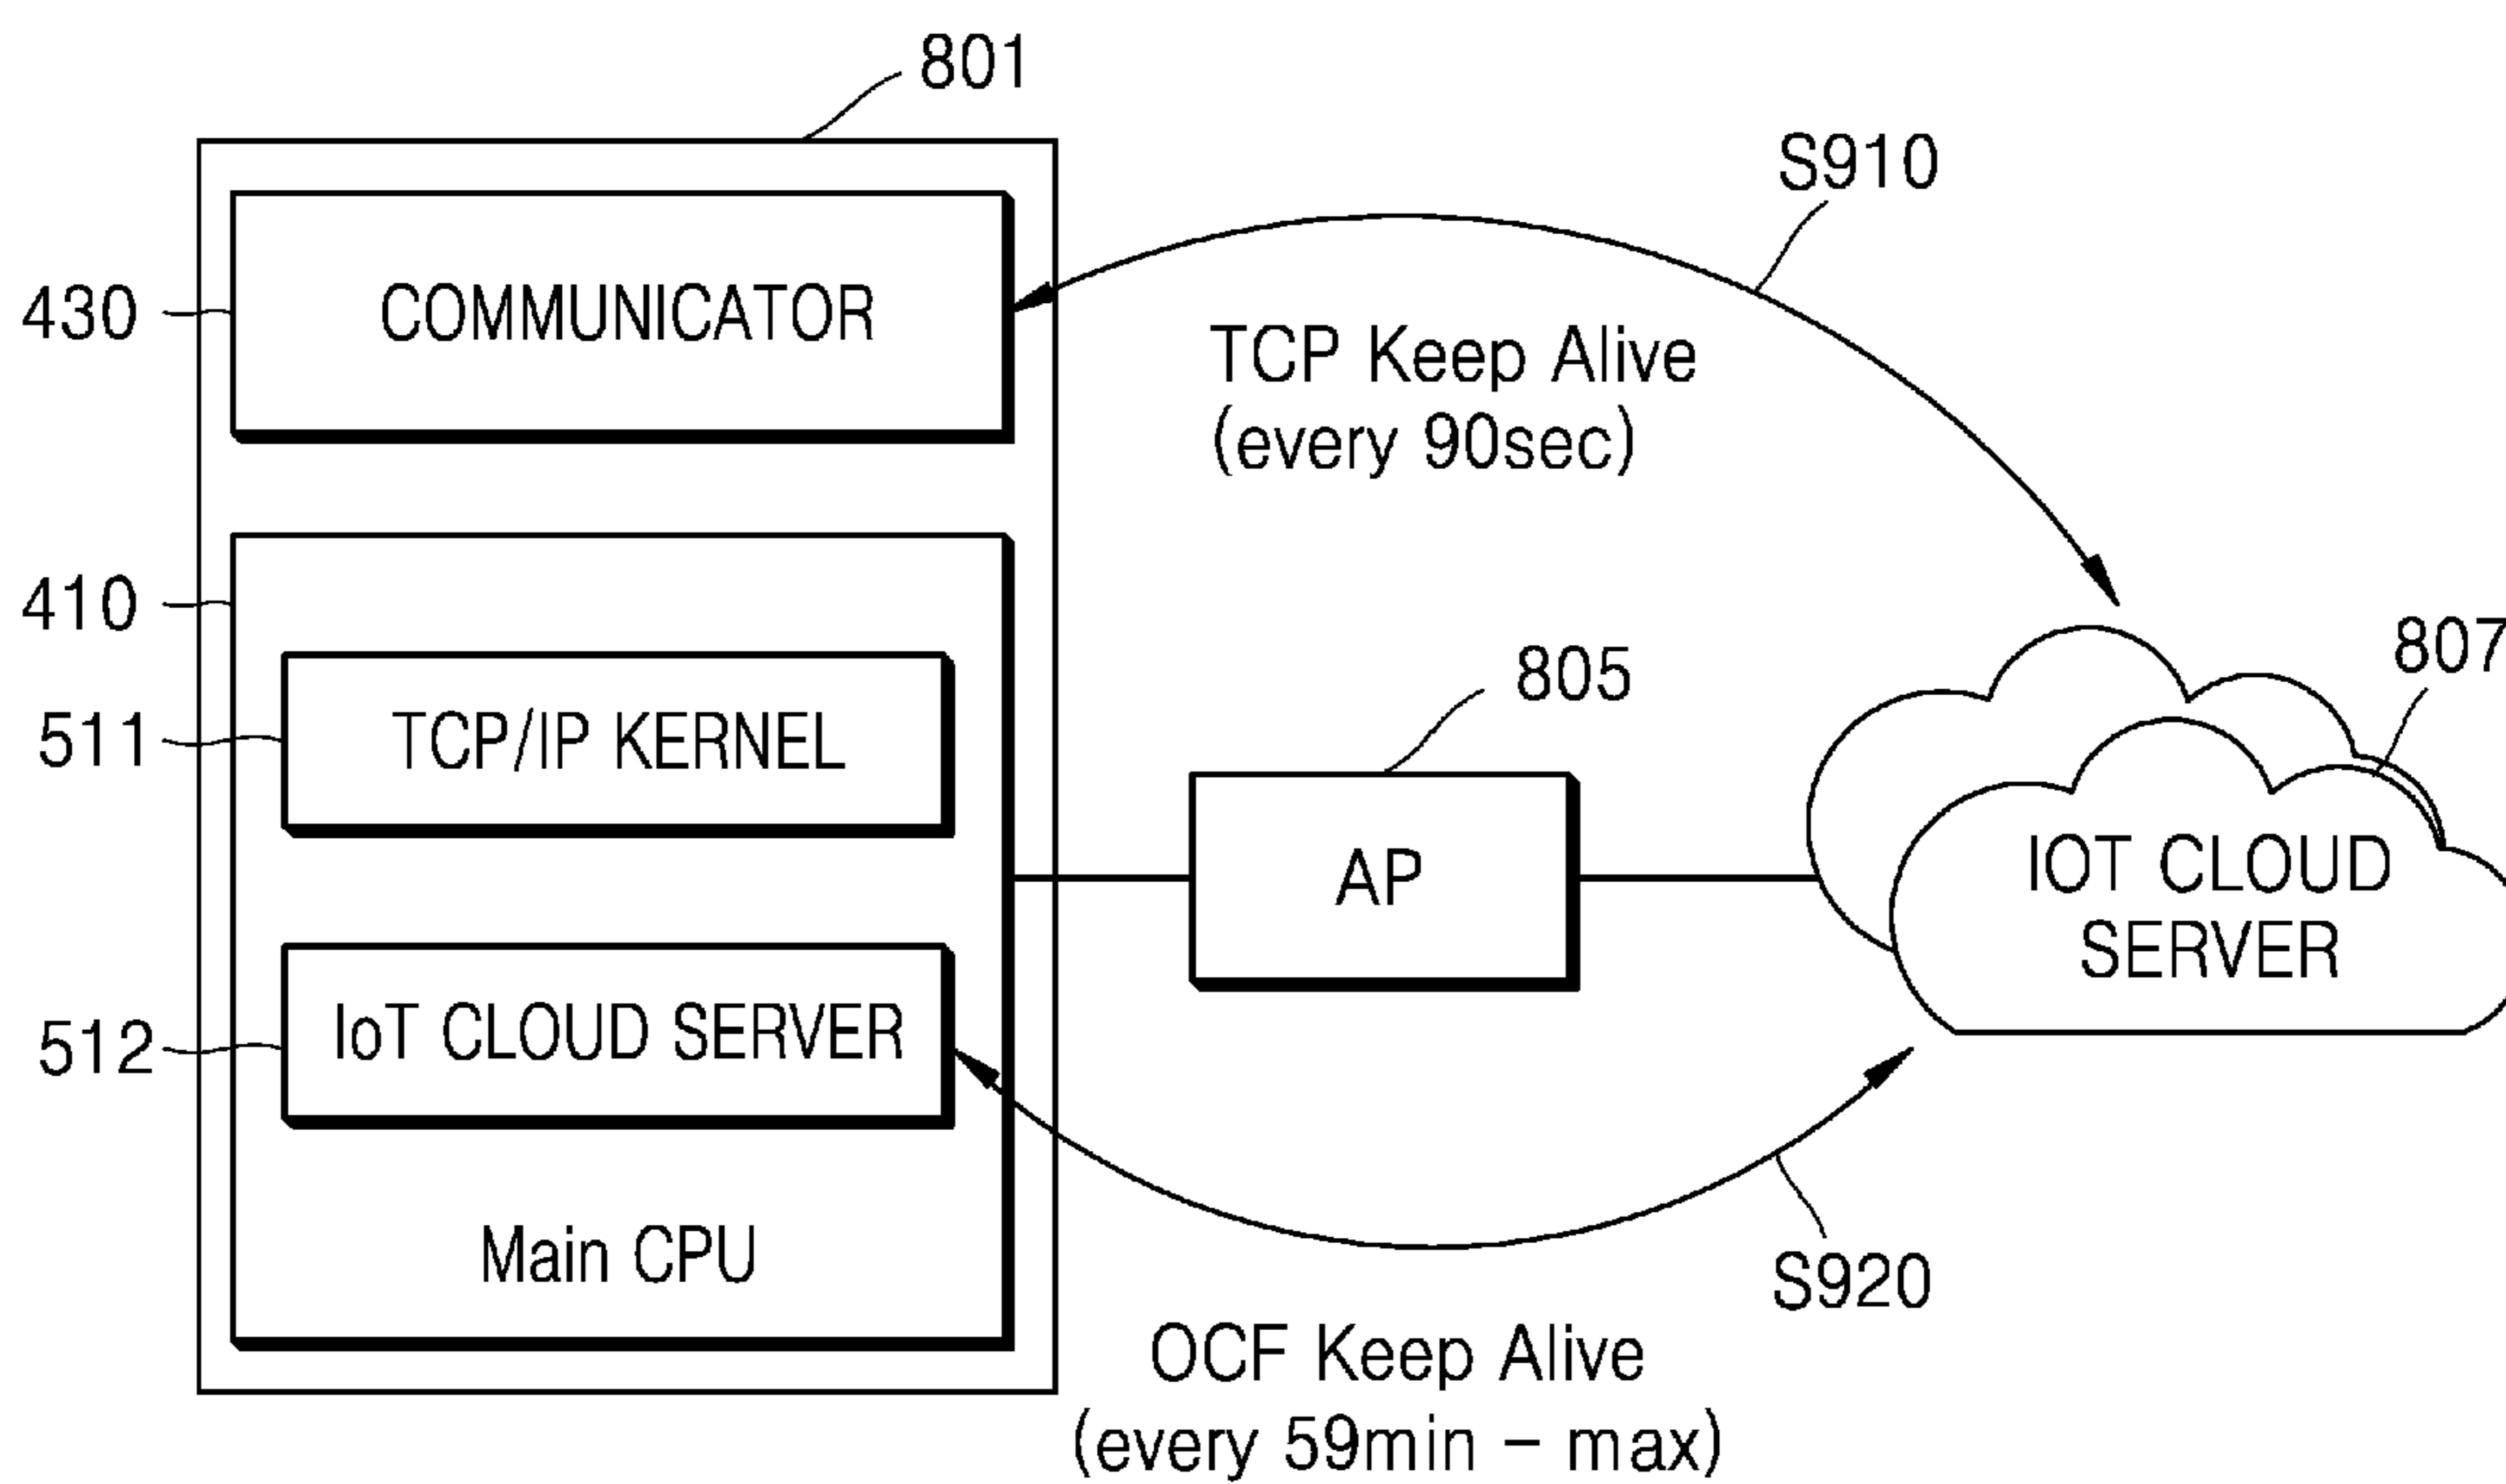 801
S910
430
COMMUNICATOR
TCP Keep Alive
(every 90sec)
410
807
805
511
TCP/IP KERNEL
AP
IOT CLOUD
SERVER
512
IoT CLOUD SERVER
Main CPU
S920
OCF Keep Alive
(every 59min – max)